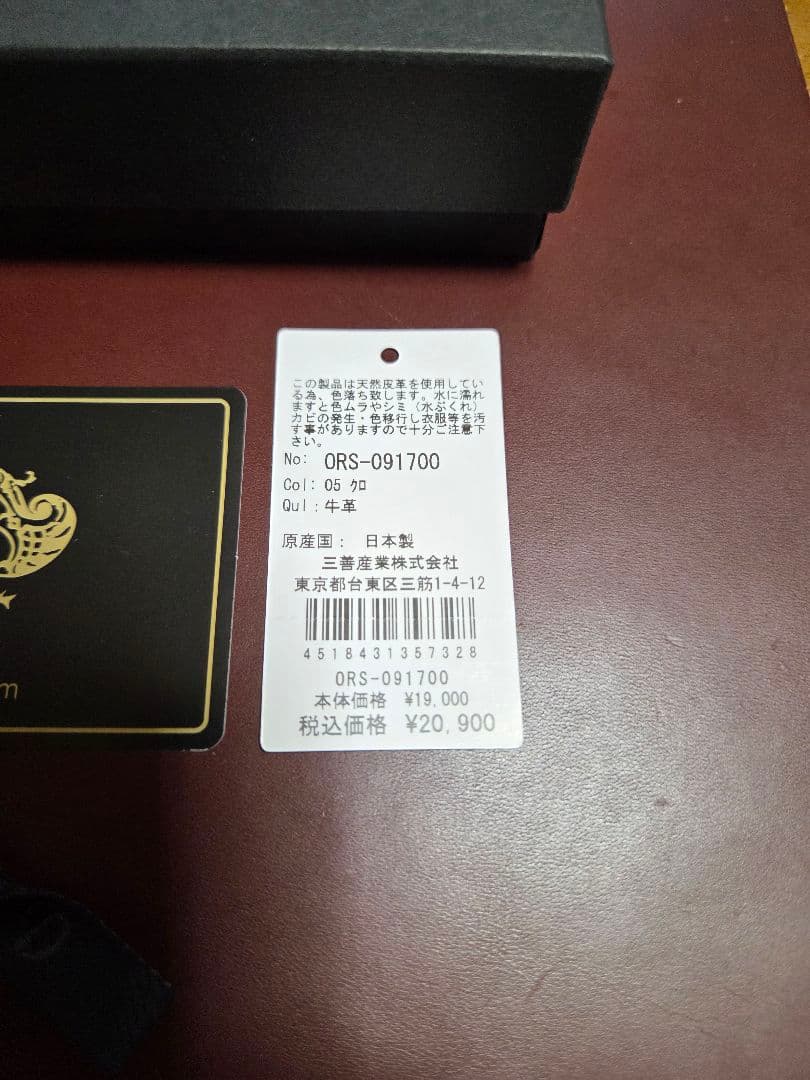 この製品は天然皮革を使用してい
る為、色落ち致します。水に濡れ
ますと色ムラやシミ（水ぶくれ）
カビの発生・色移行し衣服等を汚
す事がありますので十分ご注意下
さい。
No: ORS-091700
Col: 05 ｸﾛ
Qul : 牛革
原産国： 日本製
三善産業株式会社
東京都台東区三筋1-4-12
4518431357328
ORS-091700
本体価格 ¥19,000
税込価格 ¥20,900
m